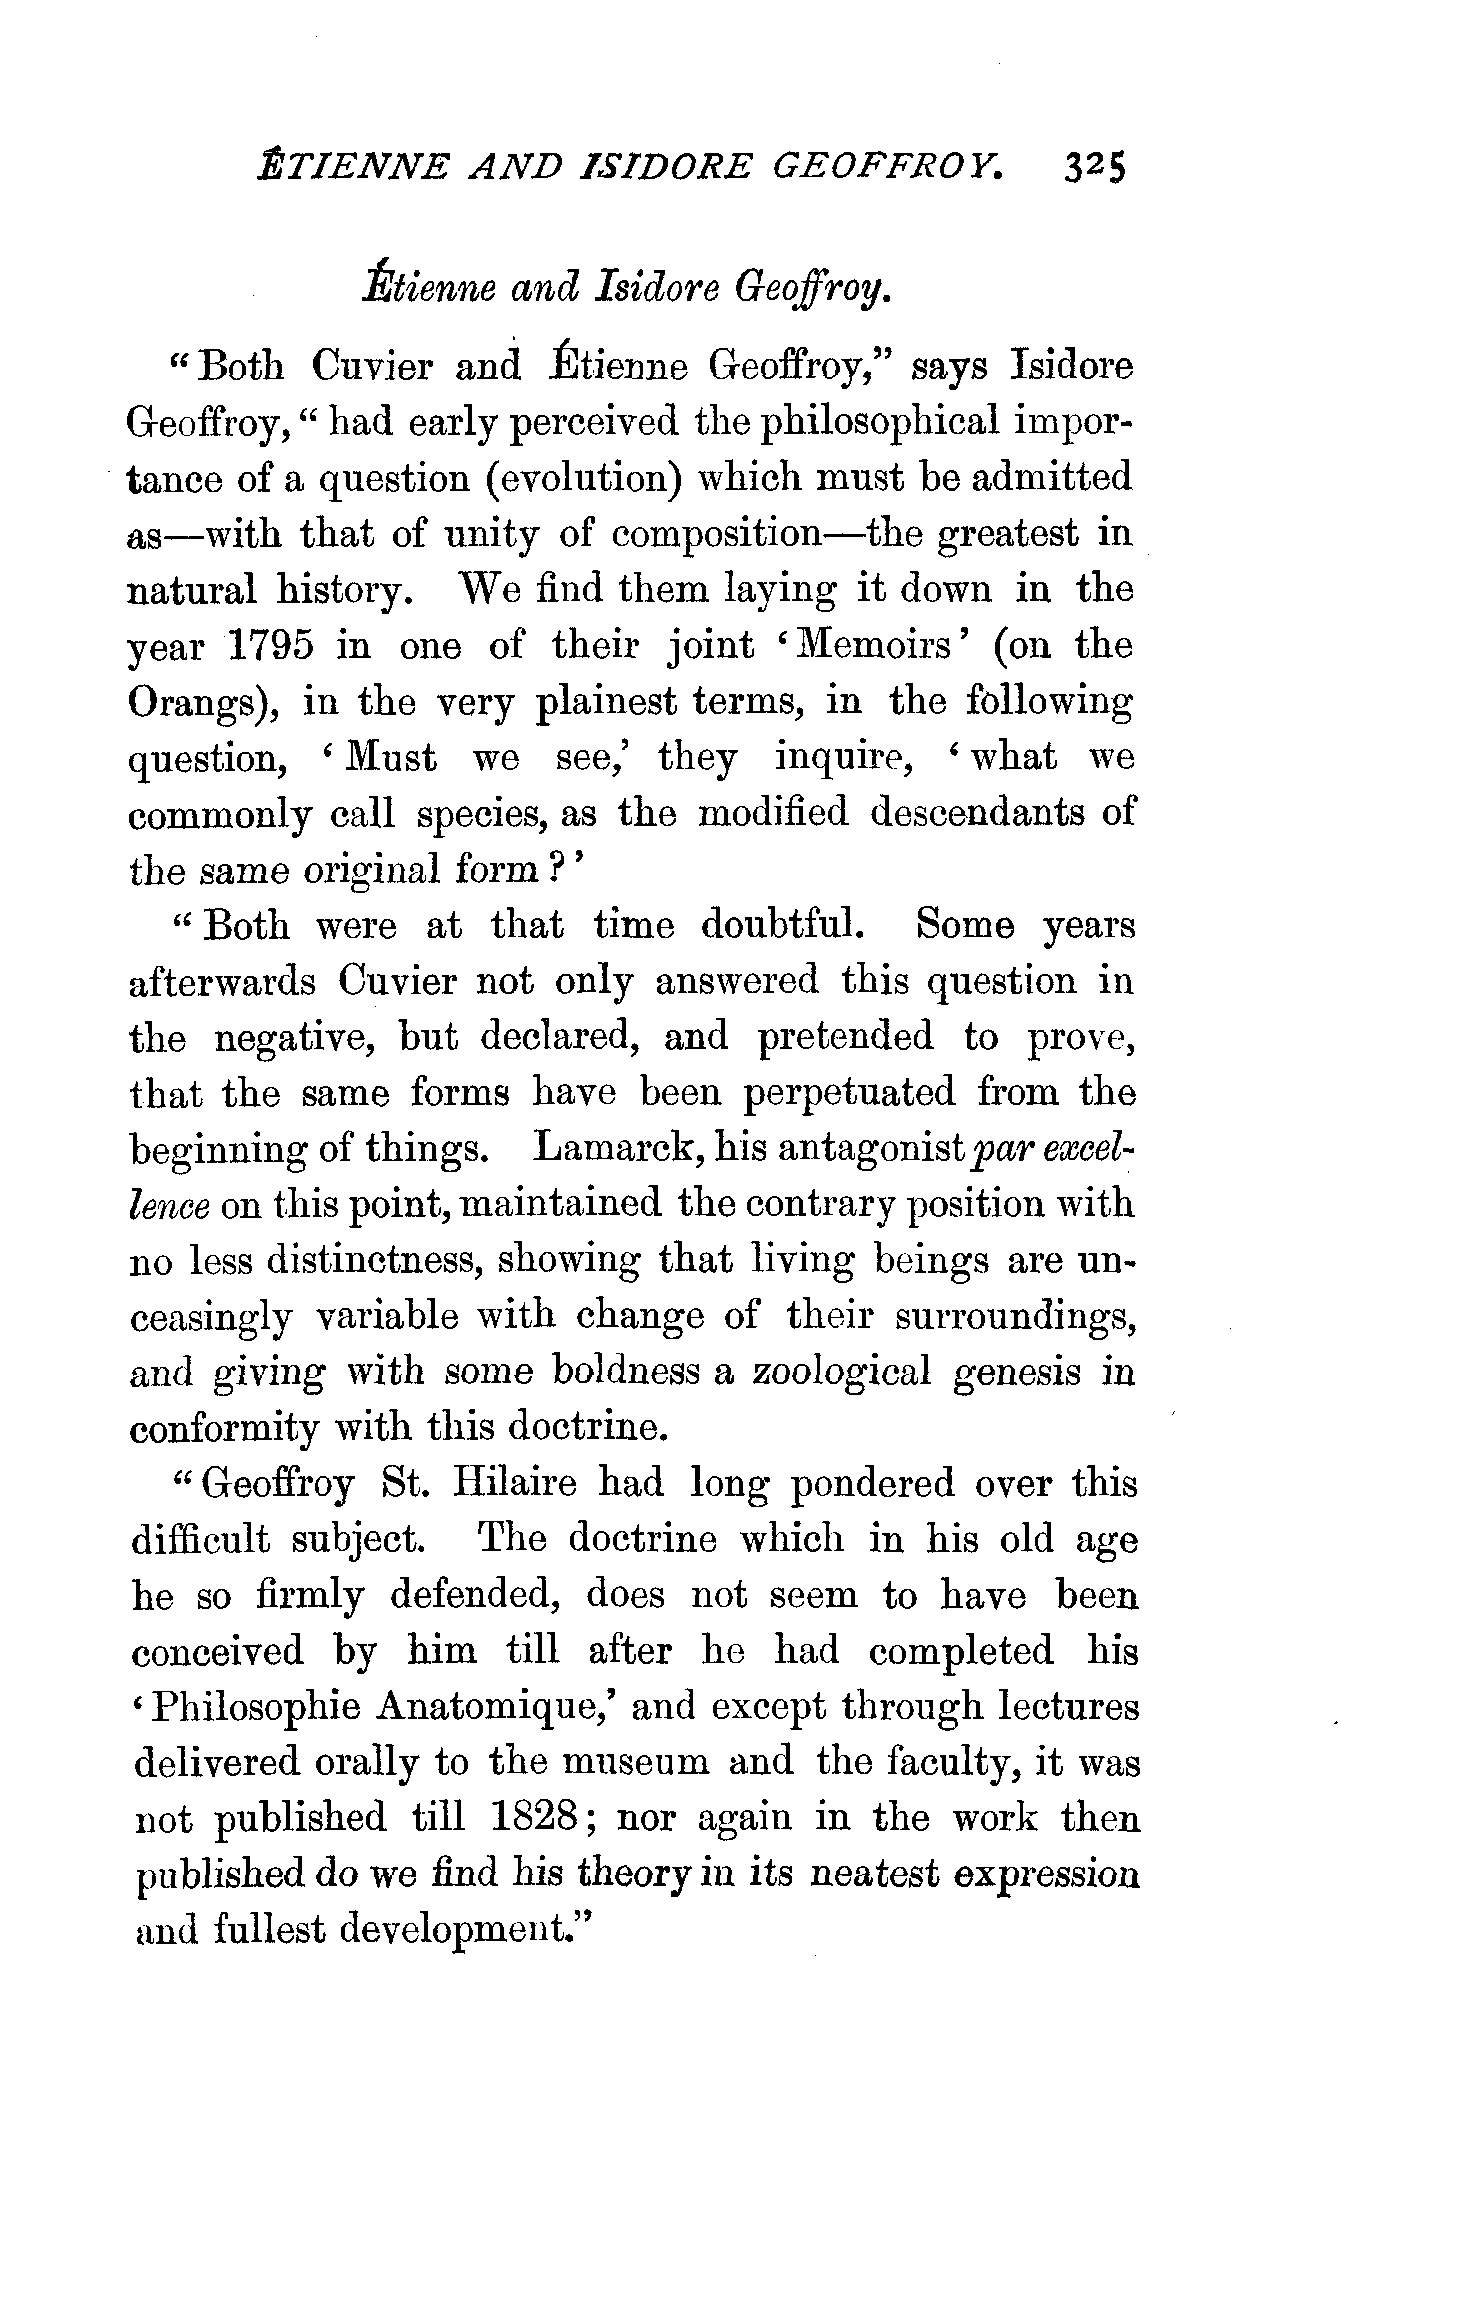 ÉTIENNE AND ISIDORE GEOFFROY. 325
Étienne and Isidore Geoffroy.
“Both Cuvier and Étienne Geoffroy,” says Isidore
Geoffroy, “had early perceived the philosophical impor-
tance of a question (evolution) which must be admitted
as—with that of unity of composition—the greatest in
natural history. We find them laying it down in the
year 1795 in one of their joint ‘Memoirs’ (on the
Orangs), in the very plainest terms, in the following
question, ‘Must we see,’ they inquire, ‘what we
commonly call species, as the modified descendants of
the same original form?’
“Both were at that time doubtful. Some years
afterwards Cuvier not only answered this question in
the negative, but declared, and pretended to prove,
that the same forms have been perpetuated from the
beginning of things. Lamarck, his antagonist par excel-
lence on this point, maintained the contrary position with
no less distinctness, showing that living beings are un-
ceasingly variable with change of their surroundings,
and giving with some boldness a zoological genesis in
conformity with this doctrine.
“Geoffroy St. Hilaire had long pondered over this
difficult subject. The doctrine which in his old age
he so firmly defended, does not seem to have been
conceived by him till after he had completed his
‘Philosophie Anatomique,’ and except through lectures
delivered orally to the museum and the faculty, it was
not published till 1828; nor again in the work then
published do we find his theory in its neatest expression
and fullest development.”